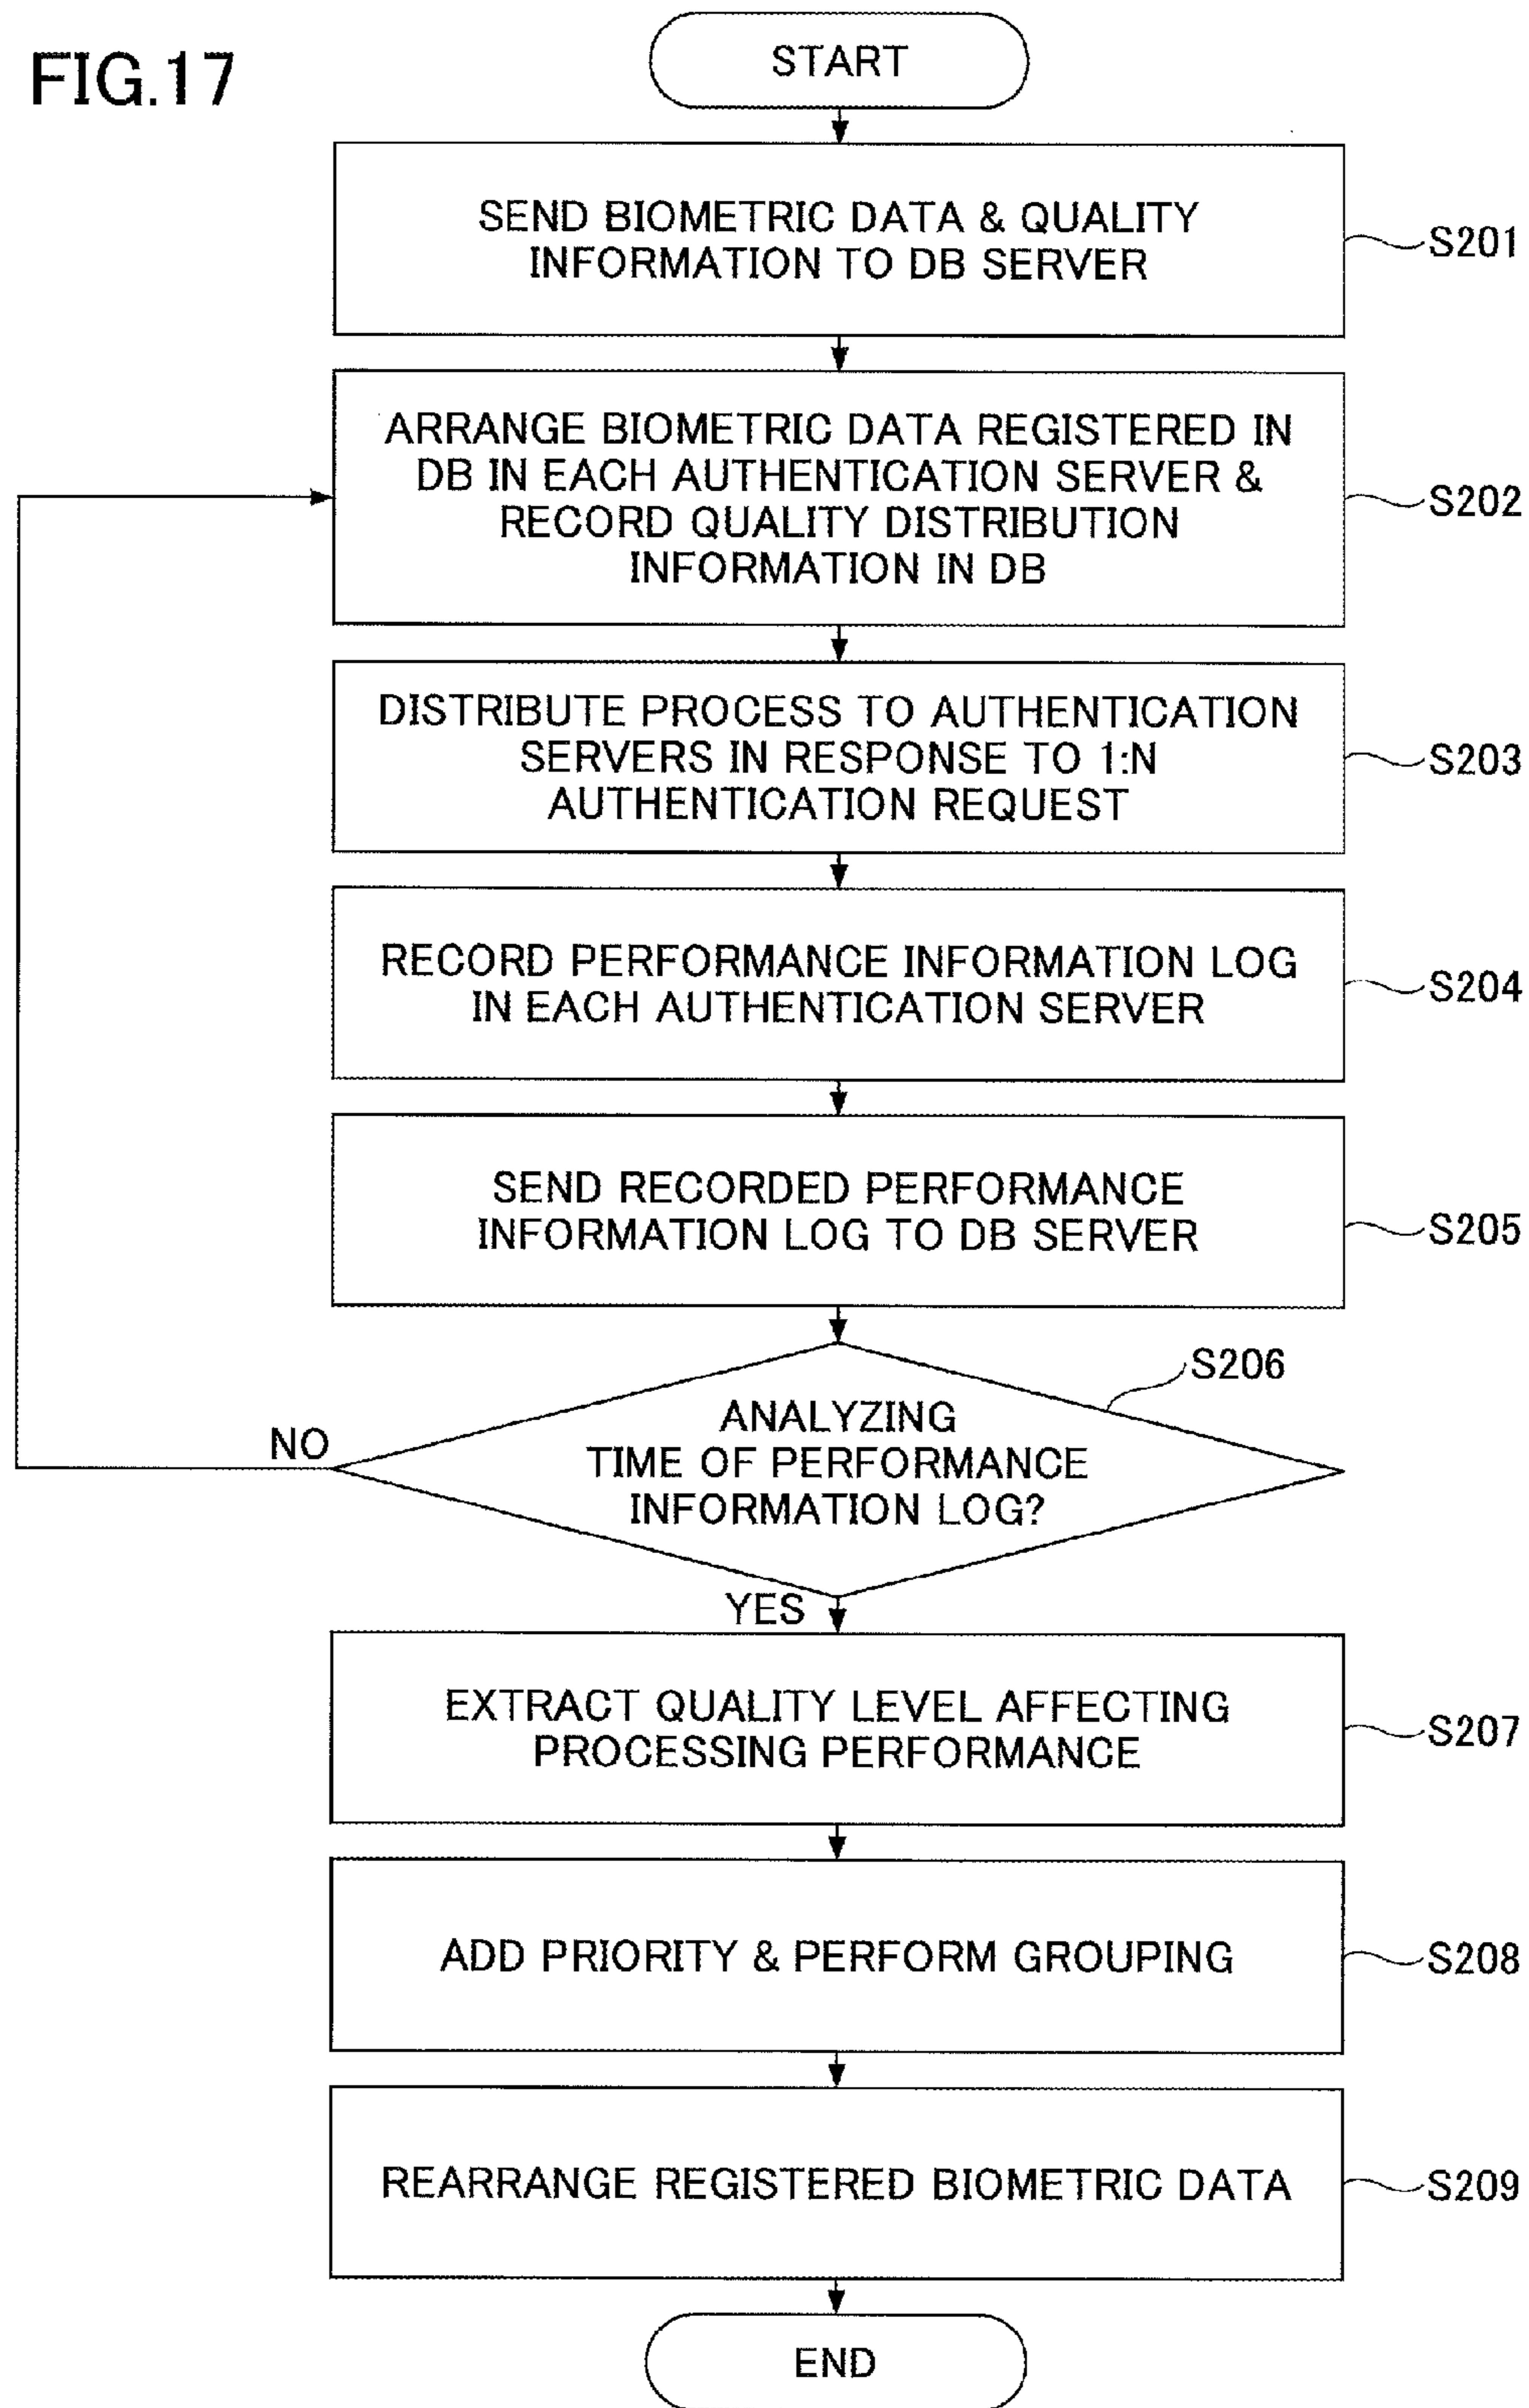 FIG.17
START
SEND BIOMETRIC DATA & QUALITY
INFORMATION TO DB SERVER
S201
ARRANGE BIOMETRIC DATA REGISTERED IN
DB IN EACH AUTHENTICATION SERVER &
RECORD QUALITY DISTRIBUTION
INFORMATION IN DB
S202
DISTRIBUTE PROCESS TO AUTHENTICATION
SERVERS IN RESPONSE TO 1:N
AUTHENTICATION REQUEST
S203
RECORD PERFORMANCE INFORMATION LOG
IN EACH AUTHENTICATION SERVER
S204
SEND RECORDED PERFORMANCE
INFORMATION LOG TO DB SERVER
S205
S206
ANALYZING
TIME OF PERFORMANCE
INFORMATION LOG?
NO
YES
EXTRACT QUALITY LEVEL AFFECTING
PROCESSING PERFORMANCE
S207
ADD PRIORITY & PERFORM GROUPING
S208
REARRANGE REGISTERED BIOMETRIC DATA
S209
END